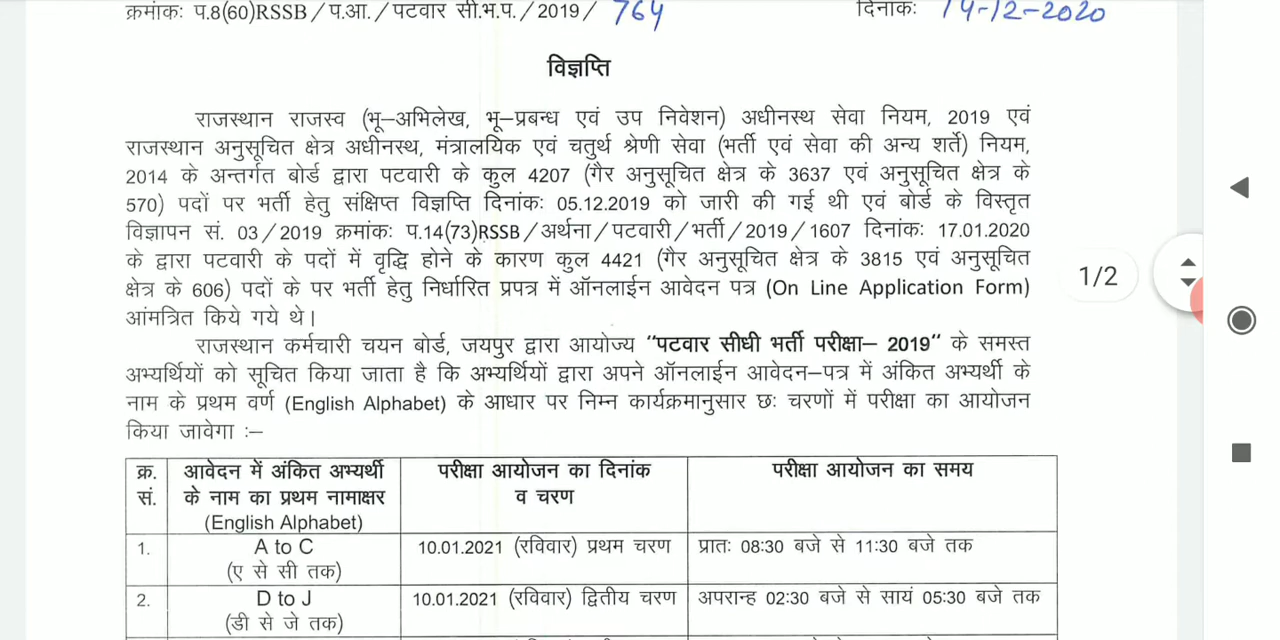 क्रमांकः प.8(60)RSSB / प.आ. / पटवार सी.भ.प. / 2019 / 764 दिनांकः 14-12-2020
विज्ञप्ति
राजस्थान राजस्व (भू–अभिलेख, भू–प्रबन्ध एवं उप निवेशन) अधीनस्थ सेवा नियम, 2019 एवं
राजस्थान अनुसूचित क्षेत्र अधीनस्थ, मंत्रालयिक एवं चतुर्थ श्रेणी सेवा (भर्ती एवं सेवा की अन्य शर्ते) नियम,
2014 के अन्तर्गत बोर्ड द्वारा पटवारी के कुल 4207 (गैर अनुसूचित क्षेत्र के 3637 एवं अनुसूचित क्षेत्र के
570) पदों पर भर्ती हेतु संक्षिप्त विज्ञप्ति दिनांकः 05.12.2019 को जारी की गई थी एवं बोर्ड के विस्तृत
विज्ञापन सं. 03 / 2019 क्रमांकः प.14(73)RSSB / अर्थना / पटवारी / भर्ती / 2019 / 1607 दिनांकः 17.01.2020
के द्वारा पटवारी के पदों में वृद्धि होने के कारण कुल 4421 (गैर अनुसूचित क्षेत्र के 3815 एवं अनुसूचित
क्षेत्र के 606) पदों के पर भर्ती हेतु निर्धारित प्रपत्र में ऑनलाईन आवेदन पत्र (On Line Application Form)
आंमत्रित किये गये थे।
1/2
राजस्थान कर्मचारी चयन बोर्ड, जयपुर द्वारा आयोज्य "पटवार सीधी भर्ती परीक्षा– 2019" के समस्त
अभ्यर्थियों को सूचित किया जाता है कि अभ्यर्थियों द्वारा अपने ऑनलाईन आवेदन–पत्र में अंकित अभ्यर्थी के
नाम के प्रथम वर्ण (English Alphabet) के आधार पर निम्न कार्यक्रमानुसार छः चरणों में परीक्षा का आयोजन
किया जावेगा :–
क्र. आवेदन में अंकित अभ्यर्थी परीक्षा आयोजन का दिनांक परीक्षा आयोजन का समय
सं. के नाम का प्रथम नामाक्षर व चरण
(English Alphabet)
1. A to C 10.01.2021 (रविवार) प्रथम चरण प्रातः 08:30 बजे से 11:30 बजे तक
(ए से सी तक)
2. D to J 10.01.2021 (रविवार) द्वितीय चरण अपरान्ह 02:30 बजे से सायं 05:30 बजे तक
(डी से जे तक)